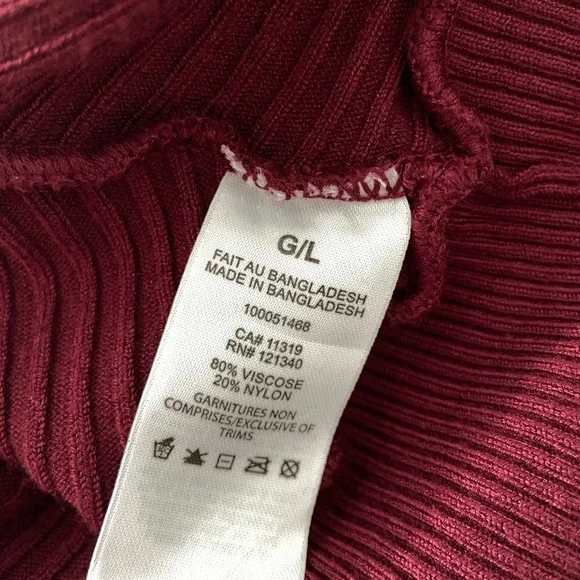 G/L
FAIT AU BANGLADESH
MADE IN BANGLADESH
100051468
CA# 11319
RN# 121340
80% VISCOSE
20% NYLON
GARNITURES NON
COMPRISES/EXCLUSIVE OF
TRIMS